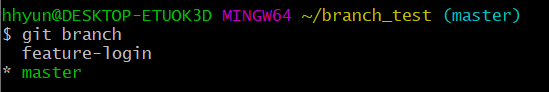 hhyun@DESKTOP-ETUOK3D MINGW64 ~/branch_test (master)
$ git branch
  feature-login
* master